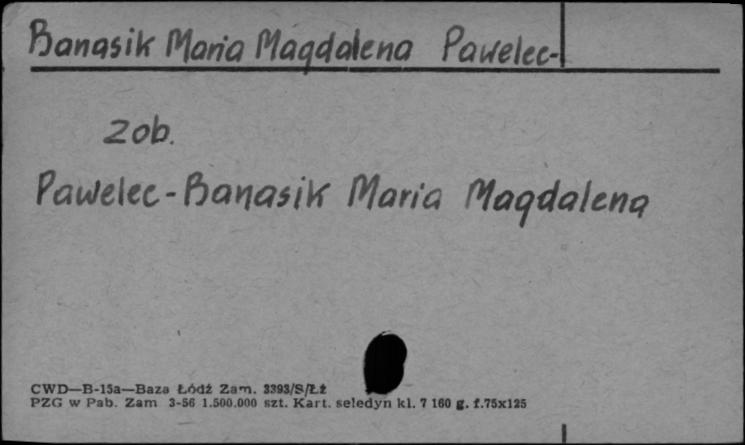 Banasik Maria Magdalena Pawelec-
zob.
Pawelec-Banasik Maria Magdalena
CWD—B-15a—Baza Łódź Zam. 3393/S/Łż
PZG w Pab. Zam 3-56 1.500.000 szt. Kart. seledyn kl. 7 160 g. f.75x125